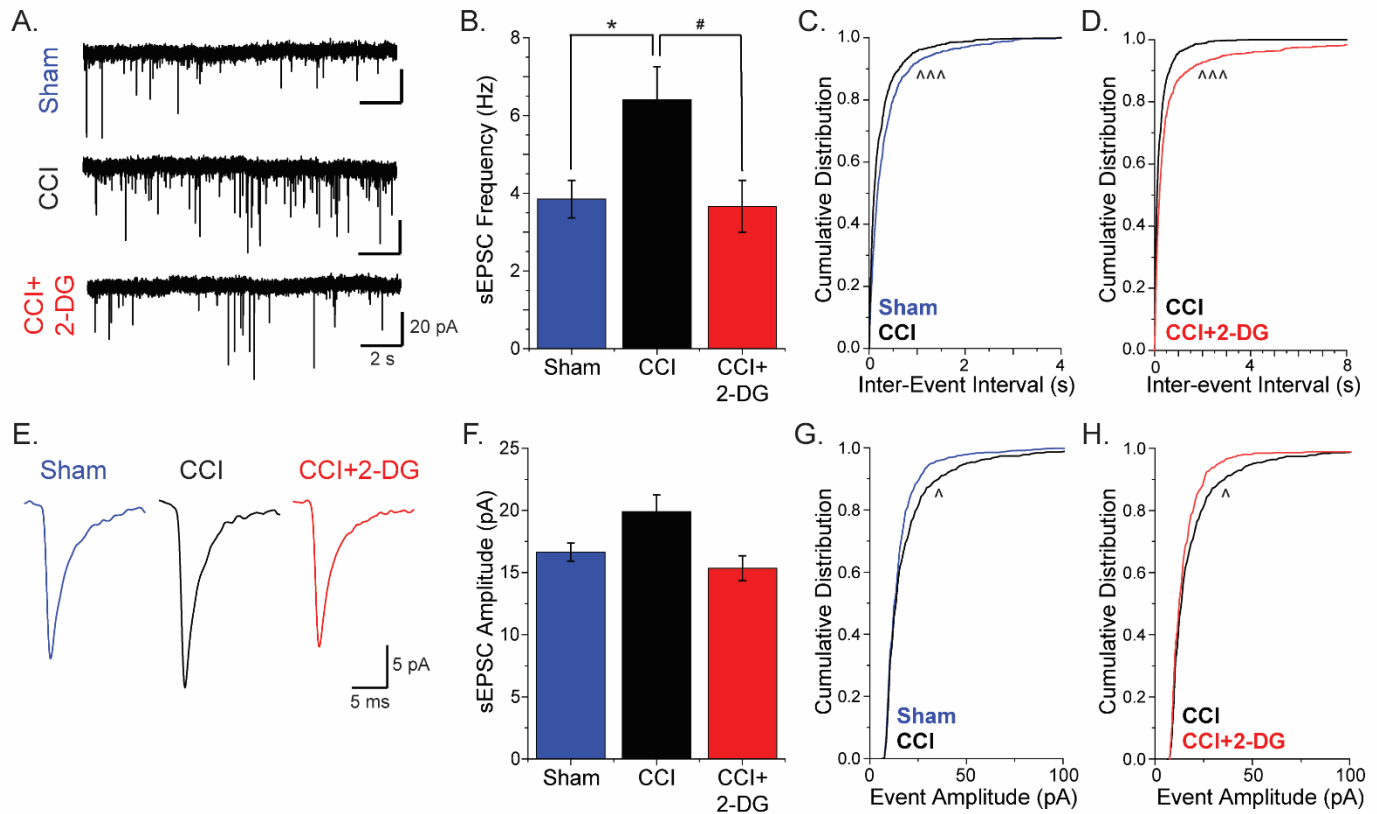 A.
Sham
CCI
CCI+
2-DG
20 pA
2 s
B.
*
#
sEPSC Frequency (Hz)
8
6
4
2
0
Sham
CCI
CCI+
2-DG
C.
Cumulative Distribution
1.0
0.8
0.6
0.4
0.2
0.0
^^^
Sham
CCI
0
2
4
Inter-Event Interval (s)
D.
Cumulative Distribution
1.0
0.8
0.6
0.4
0.2
0.0
^^^
CCI
CCI+2-DG
0
4
8
Inter-event Interval (s)
E.
Sham
CCI
CCI+2-DG
5 pA
5 ms
F.
sEPSC Amplitude (pA)
25
20
15
10
5
0
Sham
CCI
CCI+
2-DG
G.
Cumulative Distribution
1.0
0.8
0.6
0.4
0.2
0.0
^
Sham
CCI
0
50
100
Event Amplitude (pA)
H.
Cumulative Distribution
1.0
0.8
0.6
0.4
0.2
0.0
^
CCI
CCI+2-DG
0
50
100
Event Amplitude (pA)